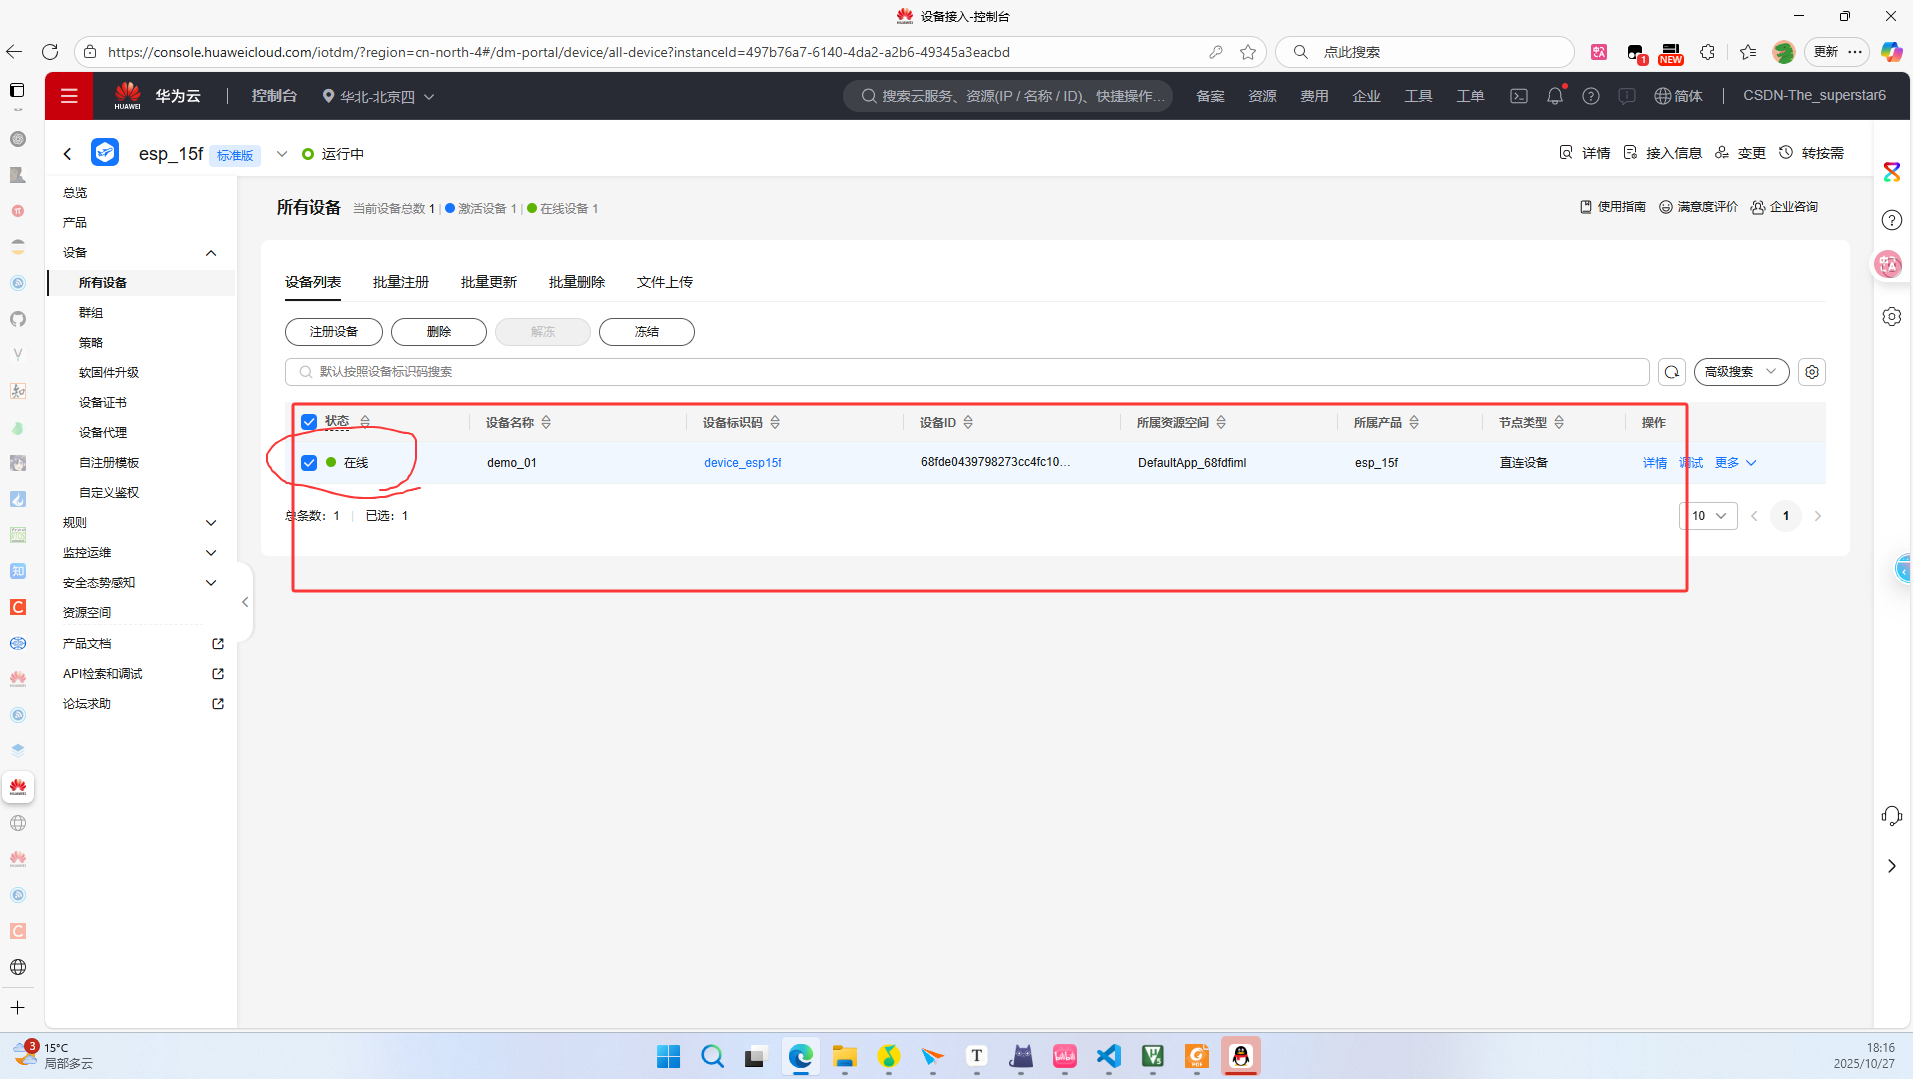 设备接入-控制台
https://console.huaweicloud.com/iotdm/?region=cn-north-4#/dm-portal/device/all-device?instanceId=497b76a7-6140-4da2-a2b6-49345a3eacbd
点此搜索
1
NEW
更新
HUAWEI
华为云
控制台
华北-北京四
搜索云服务、资源(IP / 名称 / ID)、快捷操作…
备案
资源
费用
企业
工具
工单
简体
CSDN-The_superstar6
esp_15f
标准版
运行中
详情
接入信息
变更
转按需
总览
产品
设备
所有设备
群组
策略
软固件升级
设备证书
设备代理
自注册模板
自定义鉴权
规则
监控运维
安全态势感知
资源空间
产品文档
API检索和调试
论坛求助
所有设备
当前设备总数 1 | 激活设备 1 | 在线设备 1
使用指南
满意度评价
企业咨询
设备列表
批量注册
批量更新
批量删除
文件上传
注册设备
删除
解冻
冻结
默认按照设备标识码搜索
高级搜索
状态
设备名称
设备标识码
设备ID
所属资源空间
所属产品
节点类型
操作
在线
demo_01
device_esp15f
68fde0439798273cc4fc10...
DefaultApp_68fdfiml
esp_15f
直连设备
详情
调试
更多
总条数: 1
已选: 1
10
1
3
15°C
局部多云
18:16
2025/10/27